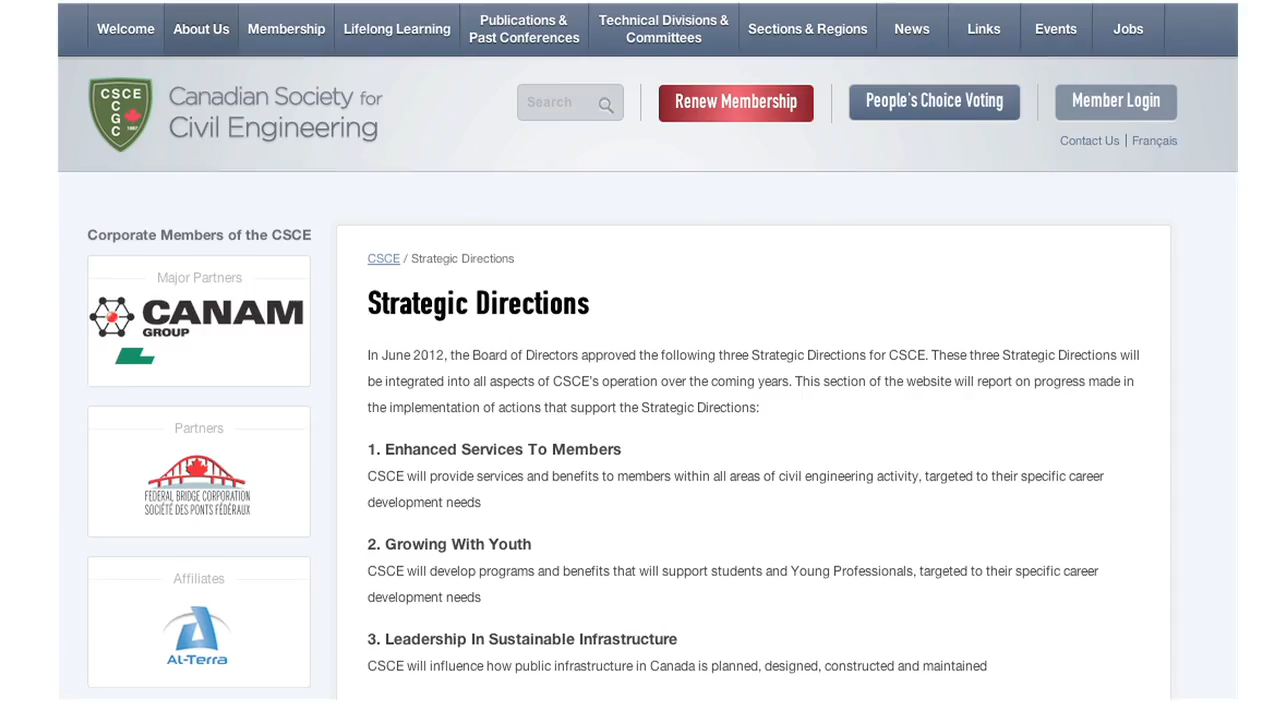 Welcome
About Us
Membership
Lifelong Learning
Publications &
Past Conferences
Technical Divisions &
Committees
Sections & Regions
News
Links
Events
Jobs
CSCE
CGC
1887
Canadian Society for
Civil Engineering
Search
Renew Membership
People's Choice Voting
Member Login
Contact Us | Français
Corporate Members of the CSCE
Major Partners
CANAM
GROUP
Partners
FEDERAL BRIDGE CORPORATION
SOCIÉTÉ DES PONTS FÉDÉRAUX
Affiliates
AL-TERRA
CSCE / Strategic Directions
Strategic Directions
In June 2012, the Board of Directors approved the following three Strategic Directions for CSCE. These three Strategic Directions will
be integrated into all aspects of CSCE's operation over the coming years. This section of the website will report on progress made in
the implementation of actions that support the Strategic Directions:
1. Enhanced Services To Members
CSCE will provide services and benefits to members within all areas of civil engineering activity, targeted to their specific career
development needs
2. Growing With Youth
CSCE will develop programs and benefits that will support students and Young Professionals, targeted to their specific career
development needs
3. Leadership In Sustainable Infrastructure
CSCE will influence how public infrastructure in Canada is planned, designed, constructed and maintained